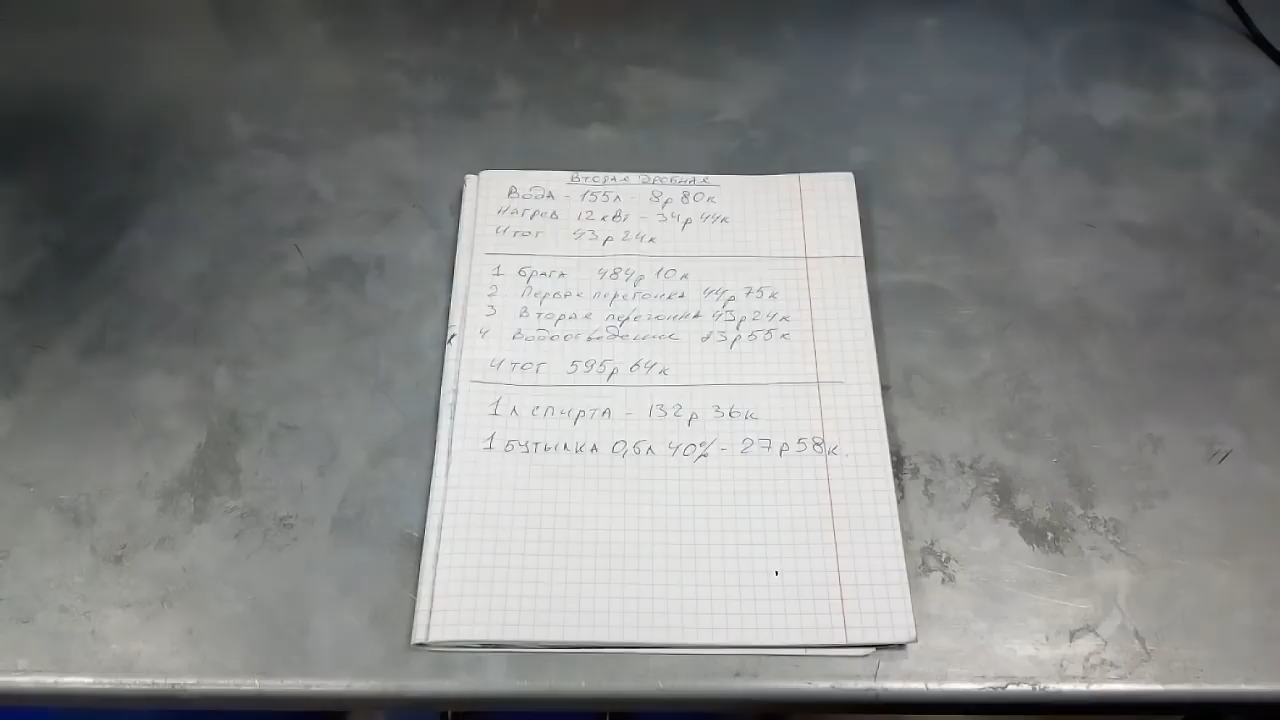 Вторая дробная
Вода - 155л - 8р 80к
Нагрев 12 кВт - 34р 44к
Итог 43р 24к
1 брага 484р 10к
2 Первая перегонка 44р 75к
3 Вторая перегонка 43р 24к
4 Водоотведение 23р 55к
Итог 595р 64к
1 л спирта - 132р 36к
1 бутылка 0,5л 40% - 27р 58к.